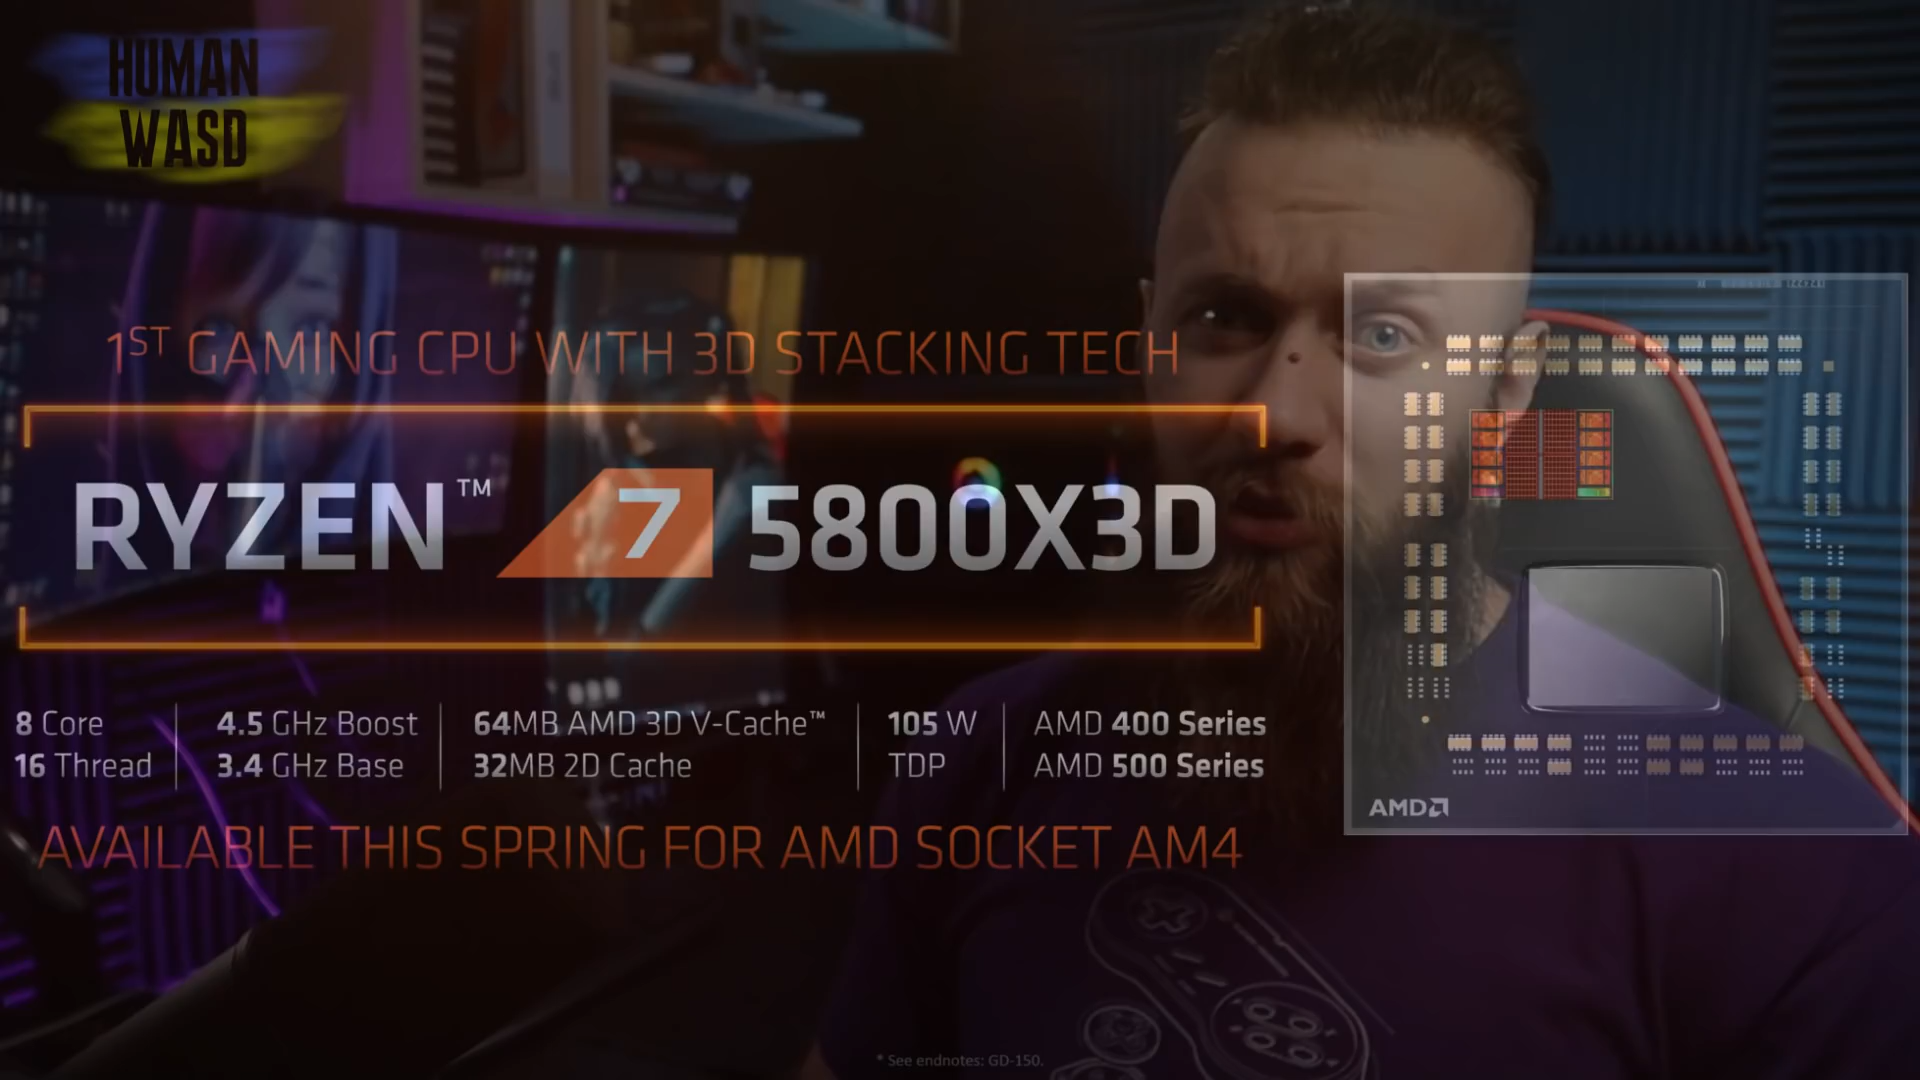 HUMAN
WASD
1ST GAMING CPU WITH 3D STACKING TECH
RYZEN™ 7 5800X3D
8 Core
16 Thread
4.5 GHz Boost
3.4 GHz Base
64MB AMD 3D V-Cache™
32MB 2D Cache
105 W
TDP
AMD 400 Series
AMD 500 Series
AVAILABLE THIS SPRING FOR AMD SOCKET AM4
AMD
* See endnotes: GD-150.